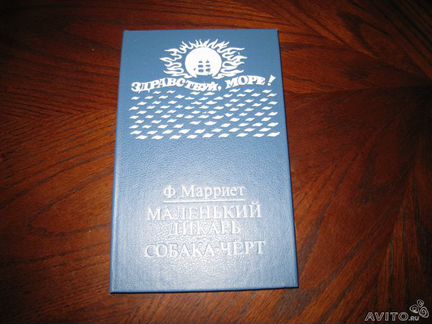 ЗДРАВСТВУЙ, МОРЕ!
Ф. Марриет
МАЛЕНЬКИЙ
ДИКАРЬ
СОБАКА-ЧЕРТ
AVITO.RU